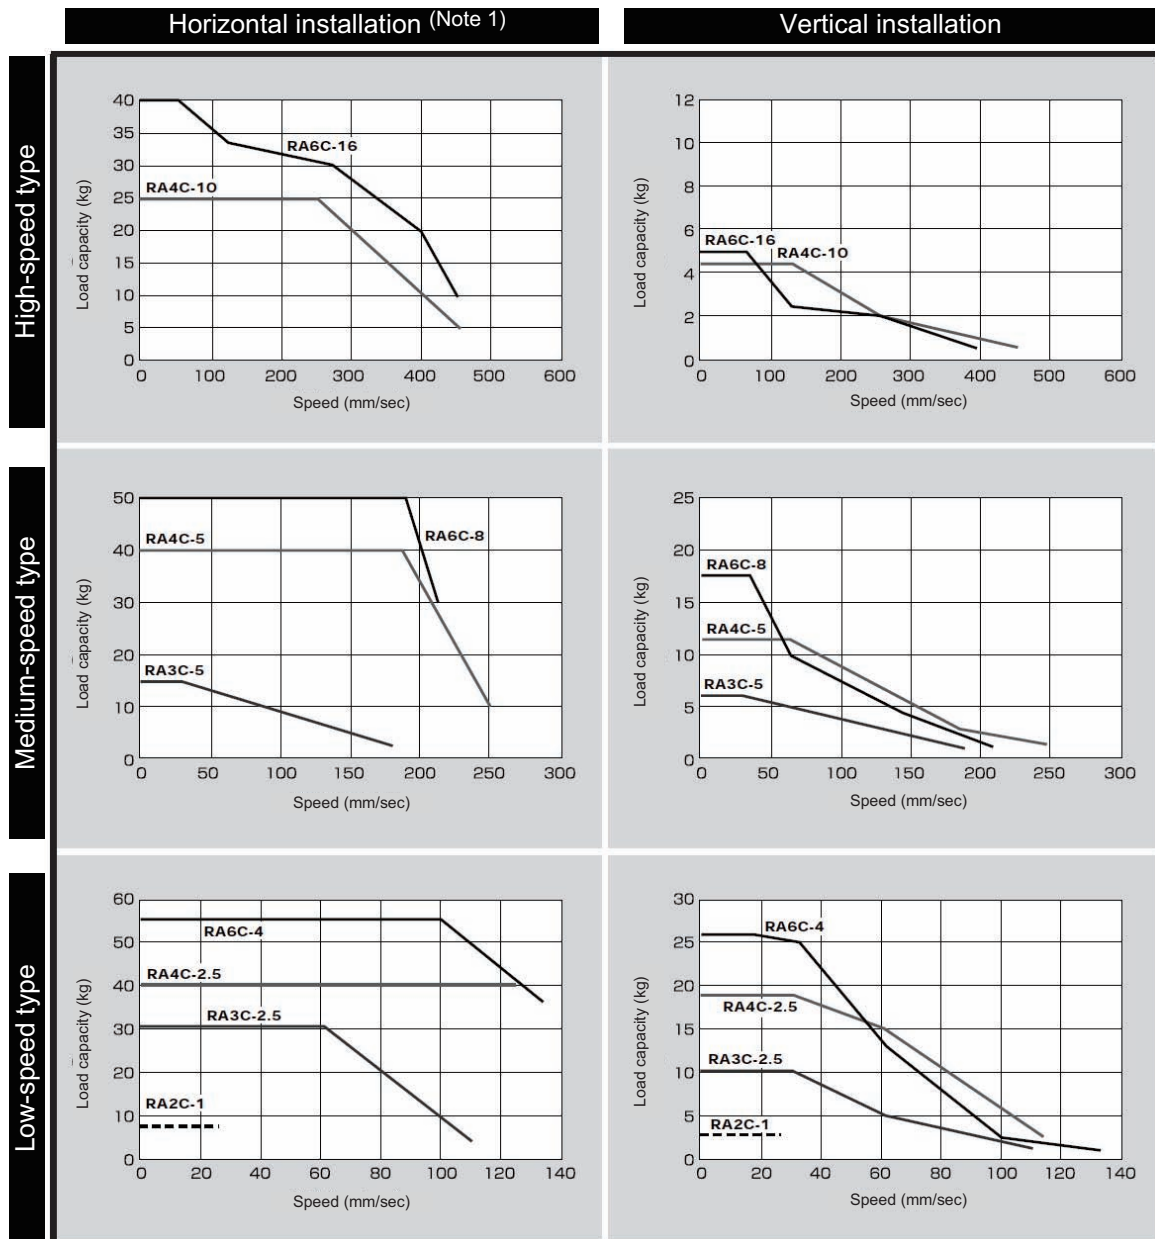 Horizontal installation (Note 1)
Vertical installation
High-speed type
Load capacity (kg)
40
35
30
25
20
15
10
5
0
RA6C-16
RA4C-10
0 100 200 300 400 500 600
Speed (mm/sec)
Load capacity (kg)
12
10
8
6
4
2
0
RA6C-16
RA4C-10
0 100 200 300 400 500 600
Speed (mm/sec)
Medium-speed type
Load capacity (kg)
50
40
30
20
10
0
RA4C-5
RA6C-8
RA3C-5
0 50 100 150 200 250 300
Speed (mm/sec)
Load capacity (kg)
25
20
15
10
5
0
RA6C-8
RA4C-5
RA3C-5
0 50 100 150 200 250 300
Speed (mm/sec)
Low-speed type
Load capacity (kg)
60
50
40
30
20
10
0
RA6C-4
RA4C-2.5
RA3C-2.5
RA2C-1
0 20 40 60 80 100 120 140
Speed (mm/sec)
Load capacity (kg)
30
25
20
15
10
5
0
RA6C-4
RA4C-2.5
RA3C-2.5
RA2C-1
0 20 40 60 80 100 120 140
Speed (mm/sec)